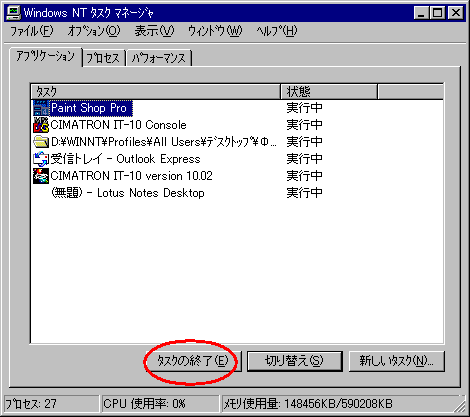 Windows NT ﾀｽｸ ﾏﾈｰｼﾞｬ
ﾌｧｲﾙ(F) ｵﾌﾟｼｮﾝ(O) 表示(V) ｳｨﾝﾄﾞｳ(W) ﾍﾙﾌﾟ(H)
ｱﾌﾟﾘｹｰｼｮﾝ ﾌﾟﾛｾｽ ﾊﾟﾌｫｰﾏﾝｽ
ﾀｽｸ 状態
Paint Shop Pro 実行中
CIMATRON IT-10 Console 実行中
D:¥WINNT¥Profiles¥All Users¥ﾃﾞｽｸﾄｯﾌﾟ¥Φ... 実行中
受信トレイ - Outlook Express 実行中
CIMATRON IT-10 version 10.02 実行中
(無題) - Lotus Notes Desktop 実行中
ﾀｽｸの終了(E) 切り替え(S) 新しいﾀｽｸ(N)...
ﾌﾟﾛｾｽ: 27 CPU 使用率: 0% ﾒﾓﾘ使用量: 148456KB/590208KB